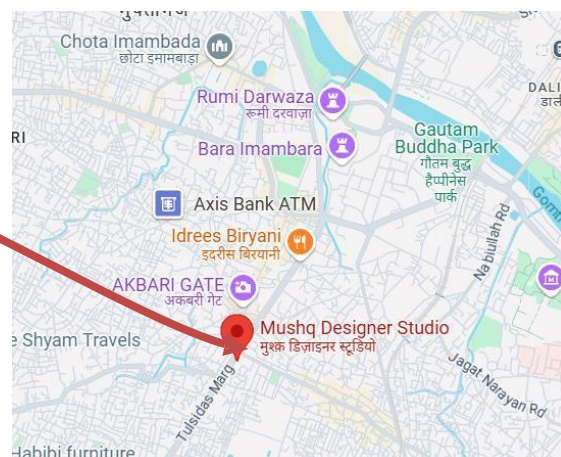 Chota Imambada
छोटा इमामबाड़ा
Rumi Darwaza
रूमी दरवाज़ा
DALI
डाली
RI
Bara Imambara
Gautam
Buddha Park
गौतम बुद्ध
हैप्पीनेस
पार्क
Axis Bank ATM
Gomti
Nabiullah Rd
Idrees Biryani
इदरीस बिरयानी
AKBARI GATE
अकबरी गेट
Mushq Designer Studio
मुश्क़ डिज़ाइनर स्टूडियो
e Shyam Travels
Tulsidas Marg
Jagat Narayan Rd
Habibi furniture